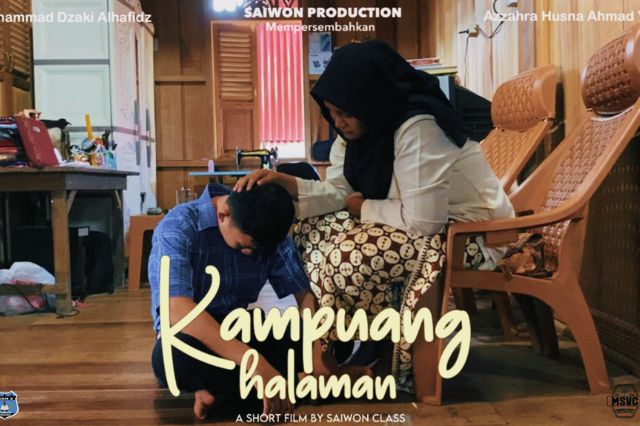 SAIWON PRODUCTION
Mempersembahkan
ammad Dzaki Alhafidz
Azzahra Husna Ahmad
Kampuang
halaman
A SHORT FILM BY SAIWON CLASS
MSVC